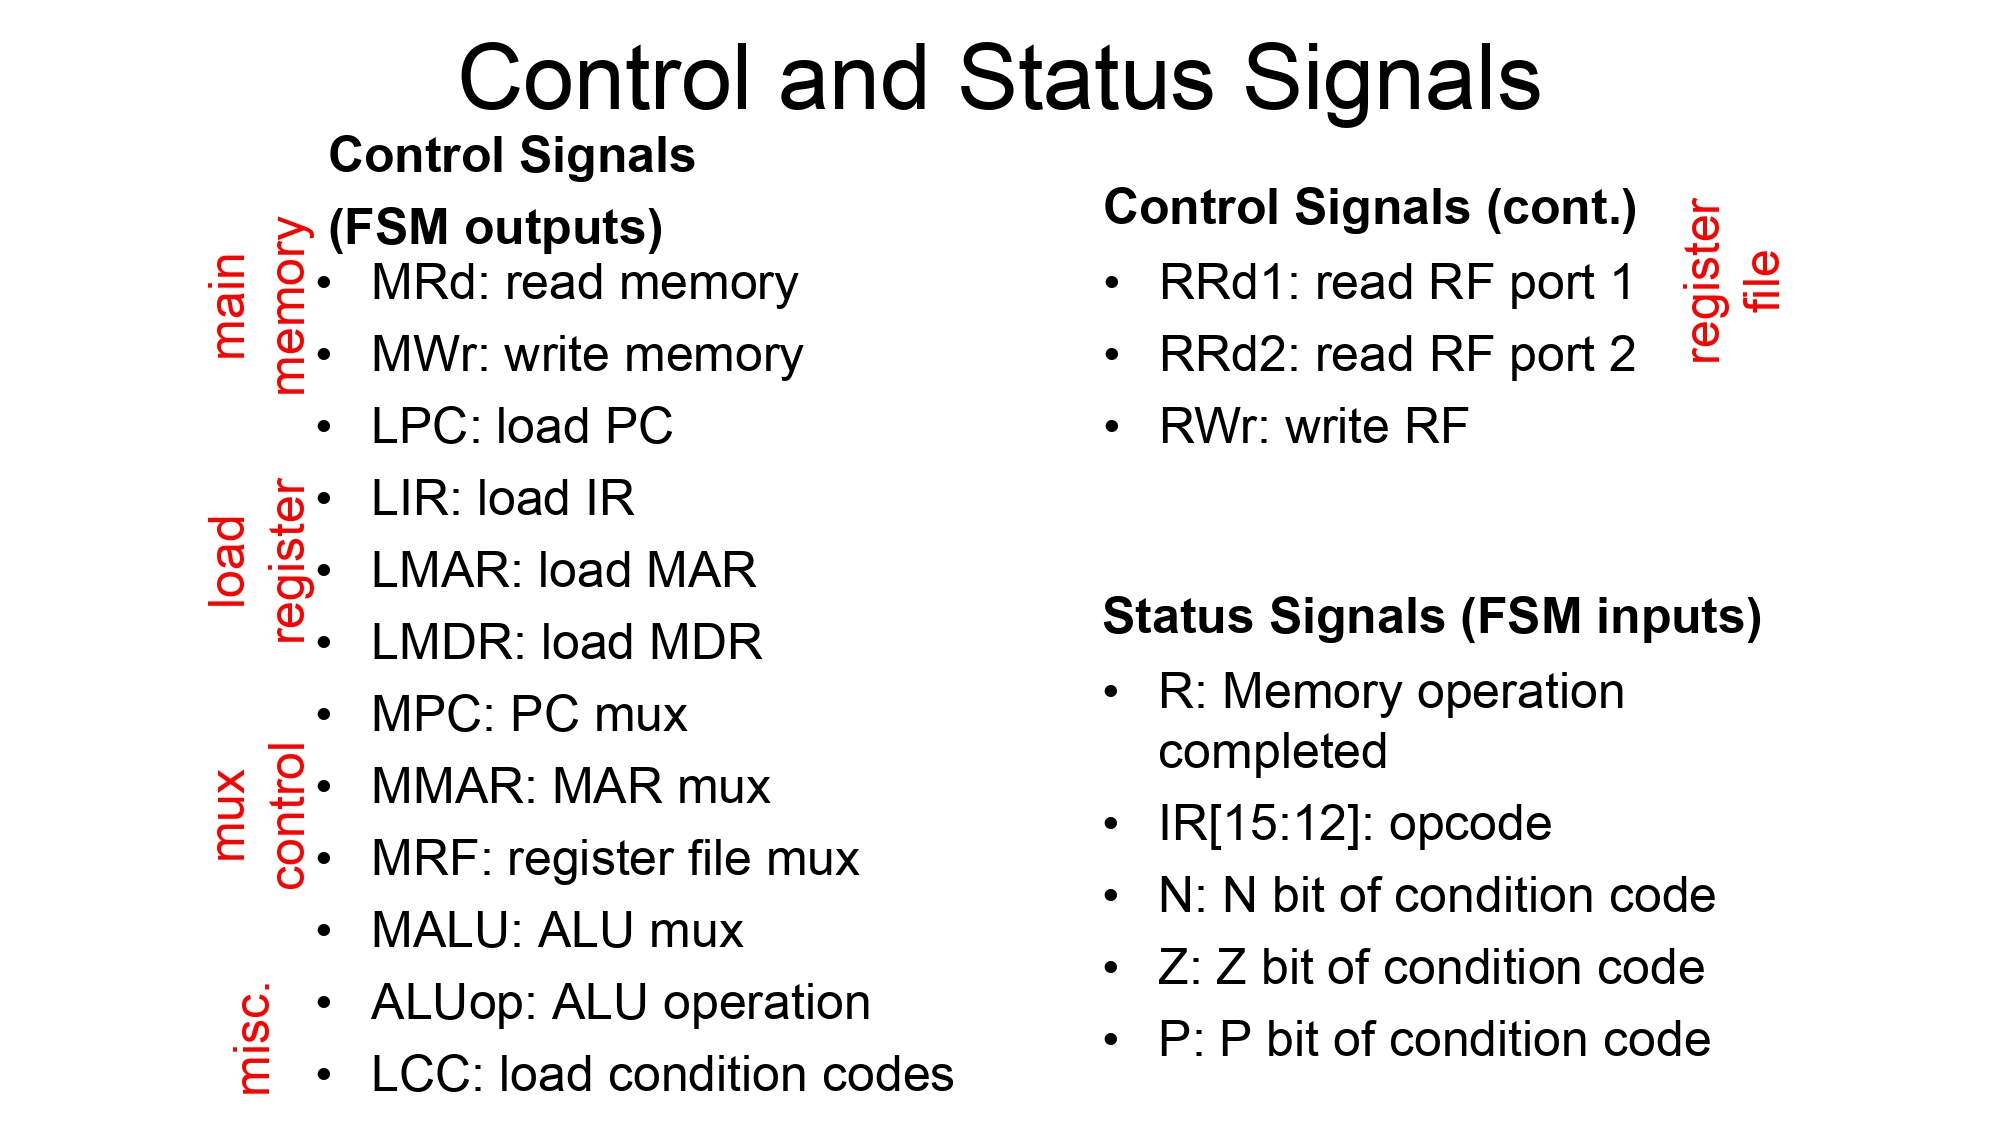 Control and Status Signals
Control Signals
(FSM outputs)
main
memory
• MRd: read memory
• MWr: write memory
load
register
• LPC: load PC
• LIR: load IR
• LMAR: load MAR
• LMDR: load MDR
mux
control
• MPC: PC mux
• MMAR: MAR mux
• MRF: register file mux
• MALU: ALU mux
misc.
• ALUop: ALU operation
• LCC: load condition codes
Control Signals (cont.)
register
file
• RRd1: read RF port 1
• RRd2: read RF port 2
• RWr: write RF
Status Signals (FSM inputs)
• R: Memory operation
completed
• IR[15:12]: opcode
• N: N bit of condition code
• Z: Z bit of condition code
• P: P bit of condition code